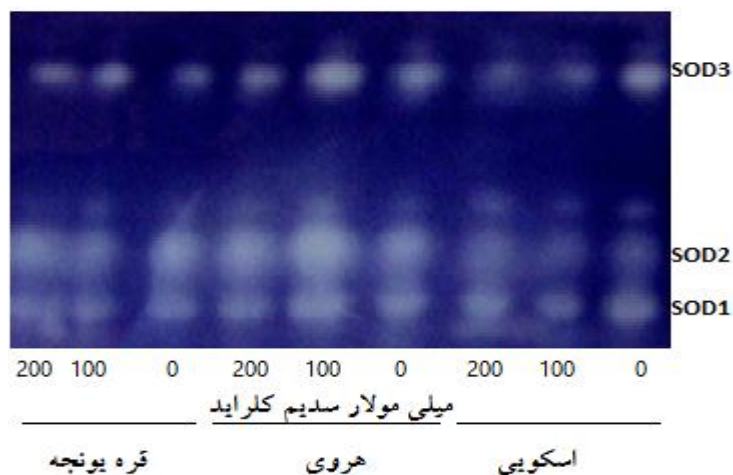 SOD3
SOD2
SOD1
200 100 0 200 100 0 200 100 0
میلی مولار سدیم کلراید
قره یونجه هروی اسکویی